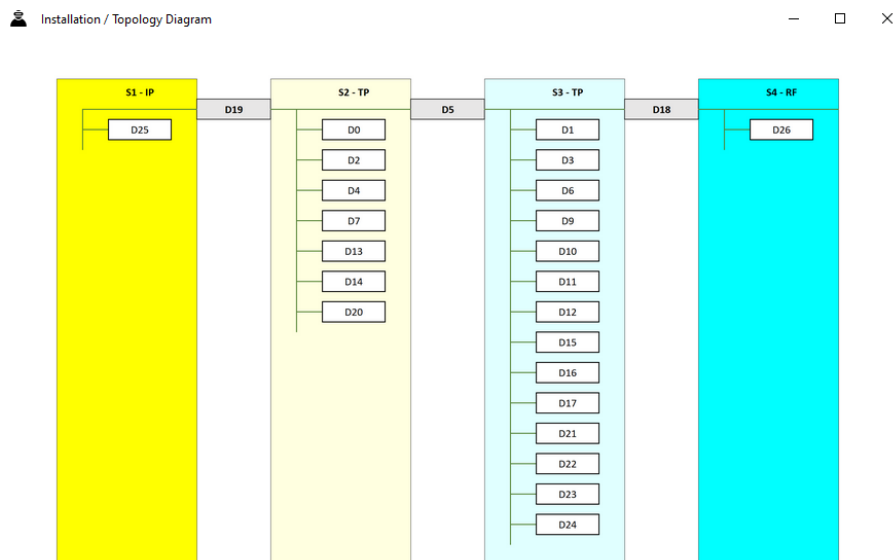 Installation / Topology Diagram
S1 - IP
D19
S2 - TP
D5
S3 - TP
D18
S4 - RF
D25
D0
D2
D4
D7
D13
D14
D20
D1
D3
D6
D9
D10
D11
D12
D15
D16
D17
D21
D22
D23
D24
D26